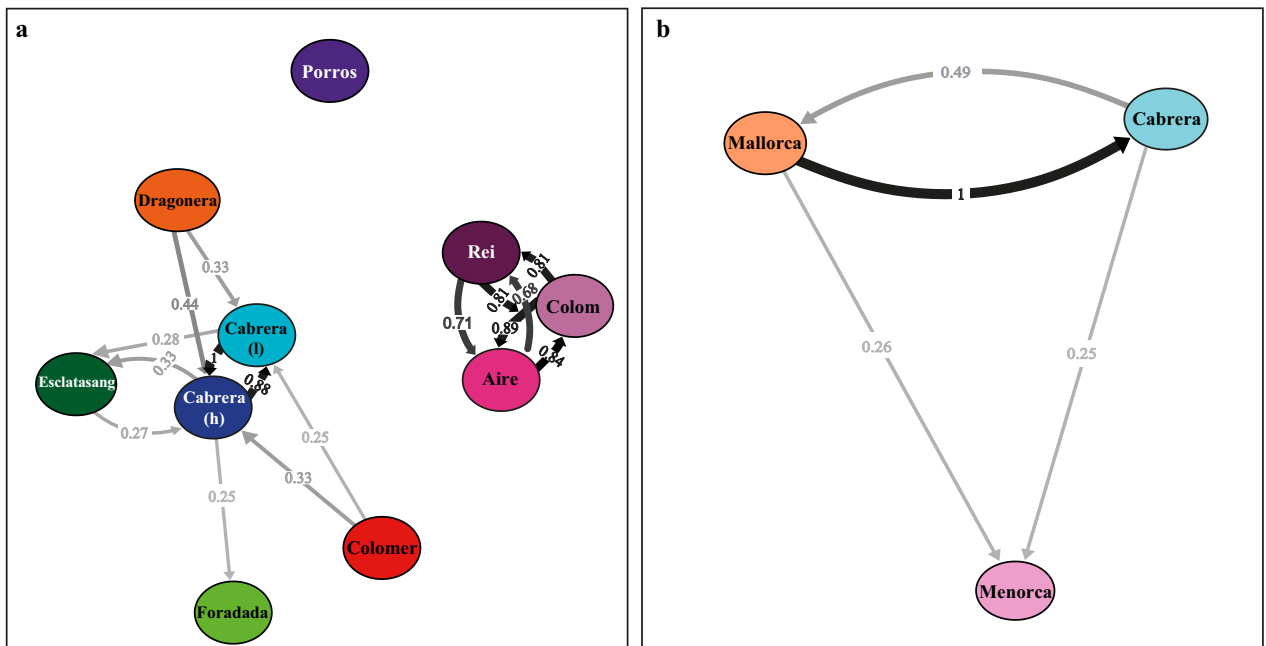 a
Porros
Dragonera
0.33
0.44
Cabrera
(l)
0.28
0.33
1
Esclatasang
Cabrera
(h)
0.88
0.27
0.25
0.25
0.33
Colomer
Foradada
Rei
0.81
Colom
0.81
0.68
0.71
0.89
0.84
Aire
b
0.49
Mallorca
Cabrera
1
0.26
0.25
Menorca